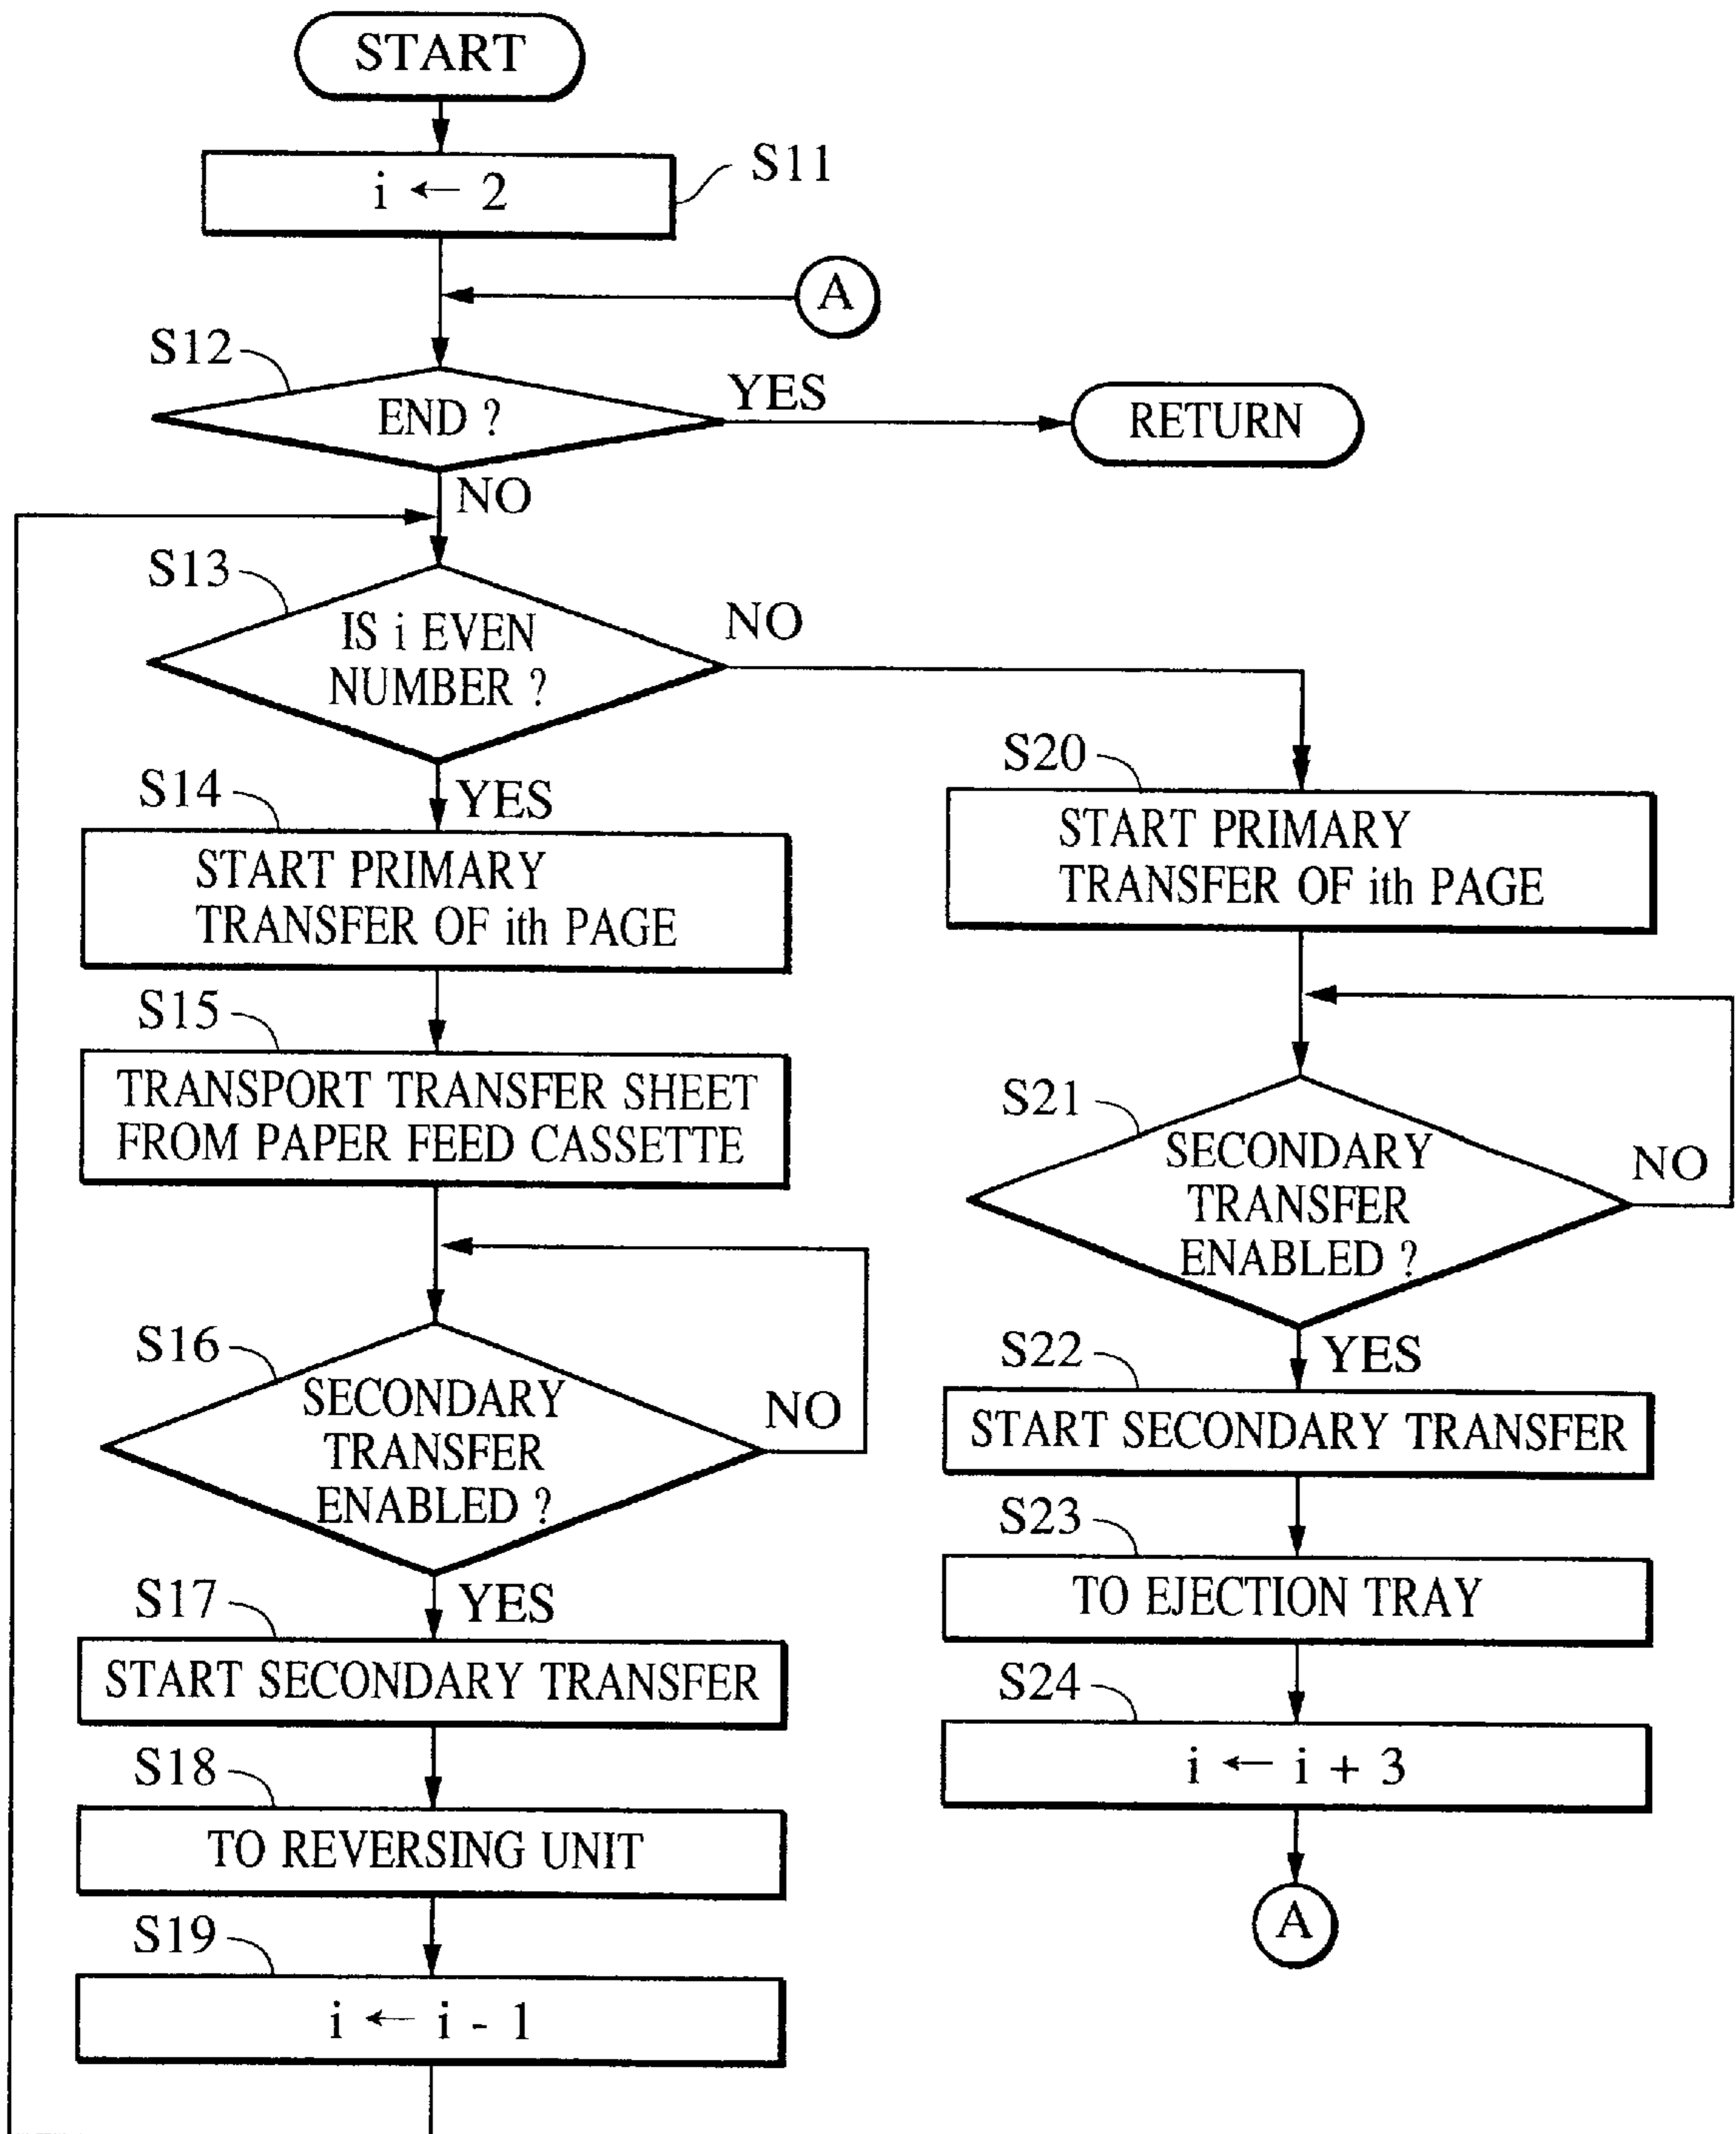 START
i ← 2
S11
A
S12
END ?
YES
RETURN
NO
S13
IS i EVEN
NUMBER ?
NO
YES
S14
START PRIMARY
TRANSFER OF ith PAGE
S15
TRANSPORT TRANSFER SHEET
FROM PAPER FEED CASSETTE
S16
SECONDARY
TRANSFER
ENABLED ?
NO
YES
S17
START SECONDARY TRANSFER
S18
TO REVERSING UNIT
S19
i ← i - 1
S20
START PRIMARY
TRANSFER OF ith PAGE
S21
SECONDARY
TRANSFER
ENABLED ?
NO
YES
S22
START SECONDARY TRANSFER
S23
TO EJECTION TRAY
S24
i ← i + 3
A